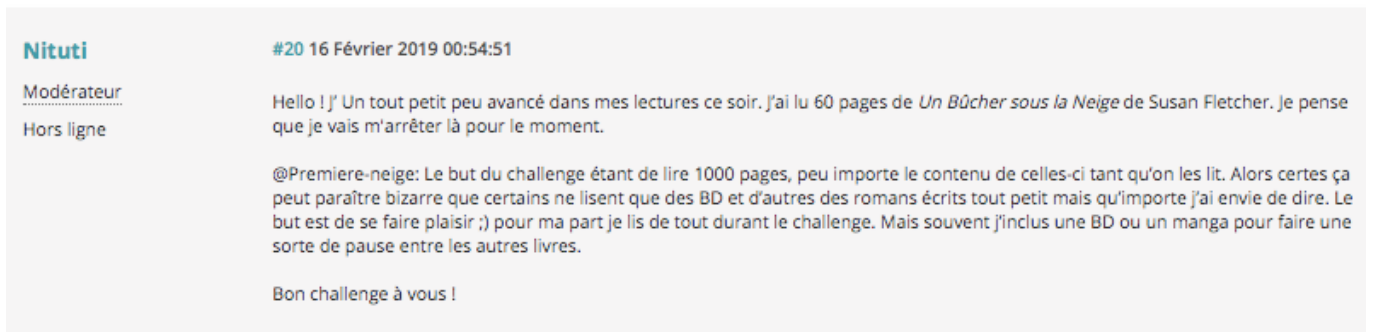 Nituti
Modérateur
Hors ligne
#20 16 Février 2019 00:54:51
Hello ! J’ Un tout petit peu avancé dans mes lectures ce soir. J’ai lu 60 pages de Un Bûcher sous la Neige de Susan Fletcher. Je pense
que je vais m'arrêter là pour le moment.
@Premiere-neige: Le but du challenge étant de lire 1000 pages, peu importe le contenu de celles-ci tant qu’on les lit. Alors certes ça
peut paraître bizarre que certains ne lisent que des BD et d’autres des romans écrits tout petit mais qu’importe j’ai envie de dire. Le
but est de se faire plaisir ;) pour ma part je lis de tout durant le challenge. Mais souvent j’inclus une BD ou un manga pour faire une
sorte de pause entre les autres livres.
Bon challenge à vous !